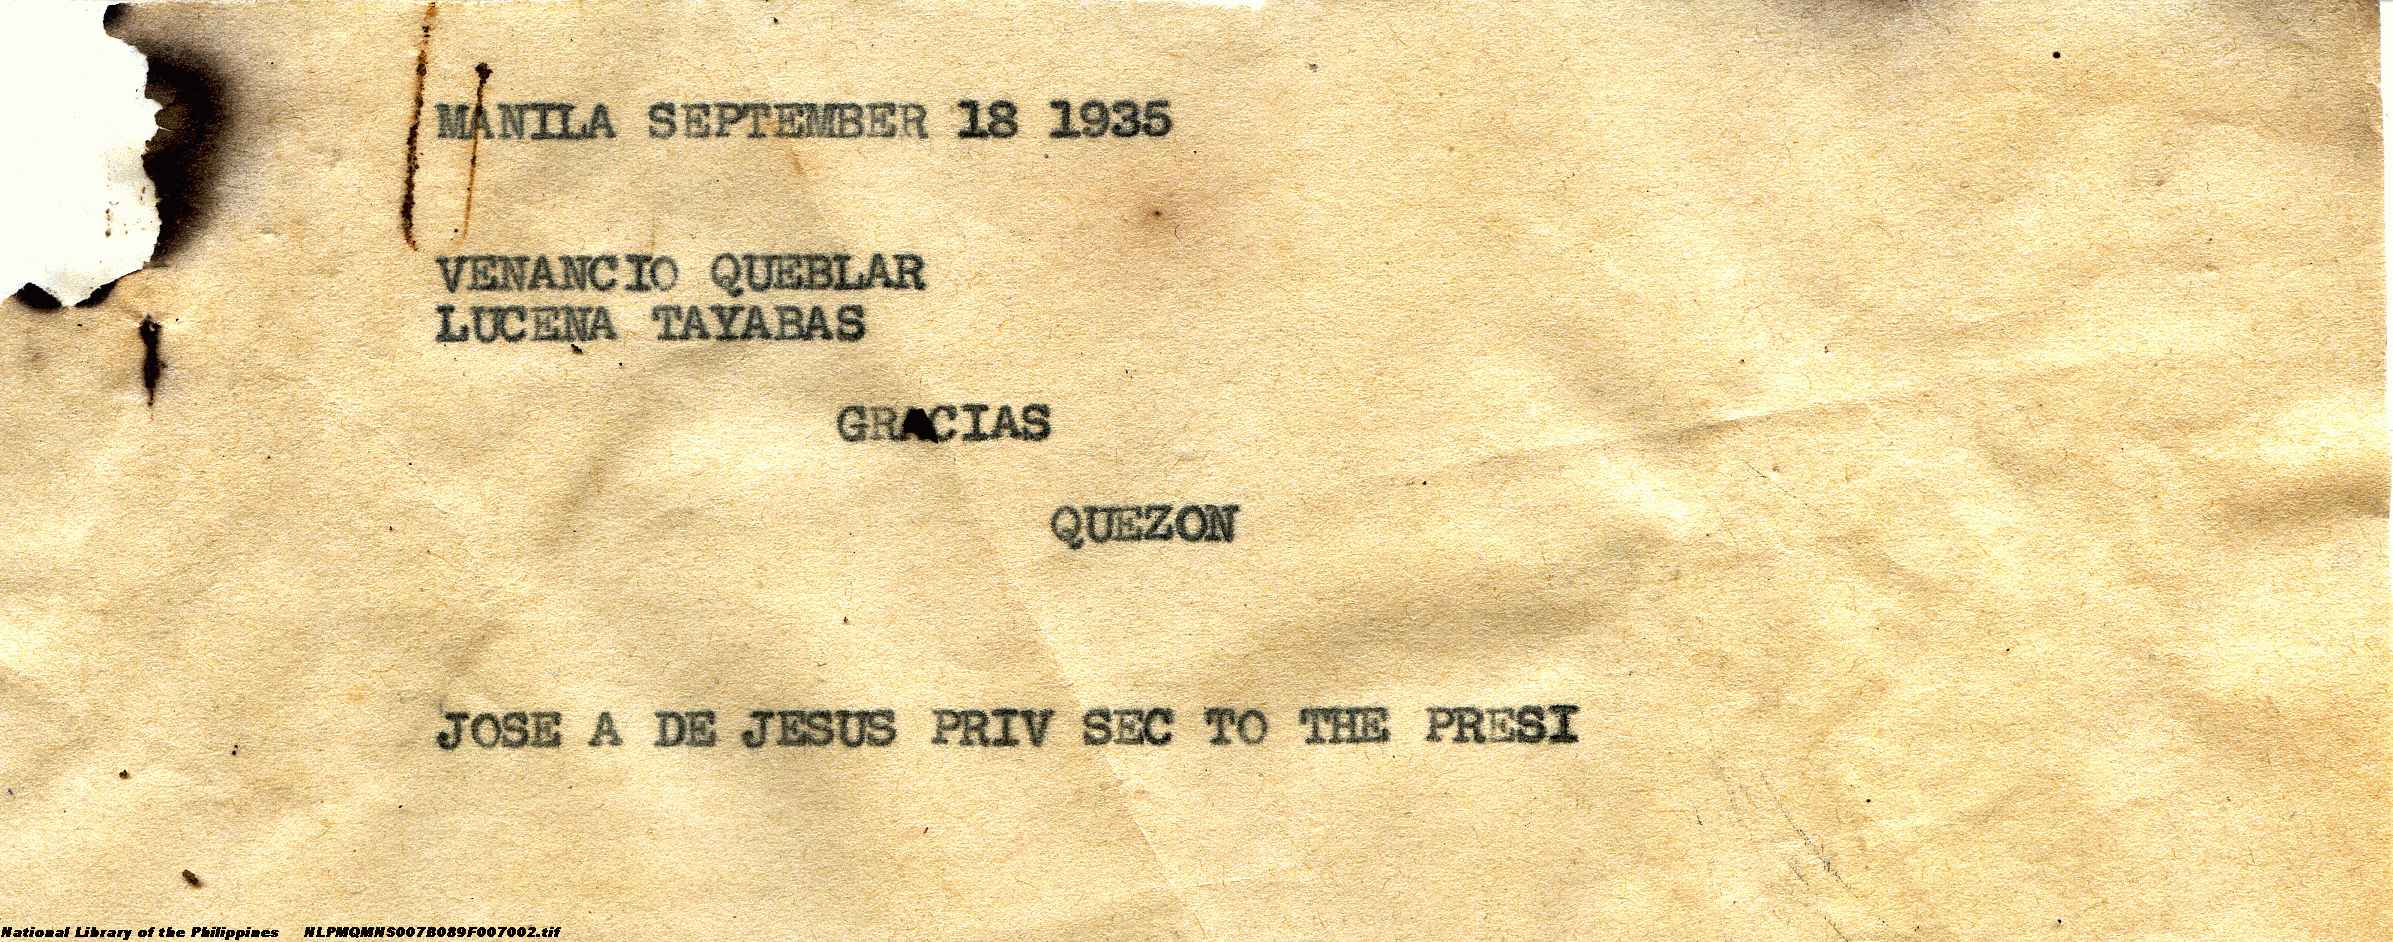 MANILA SEPTEMBER 18 1935
VENANCIO QUEBLAR
LUCENA TAYABAS
GRACIAS
QUEZON
JOSE A DE JESUS PRIV SEC TO THE PRESI
National Library of the Philippines NLPMQMNS007B089F007002.tif